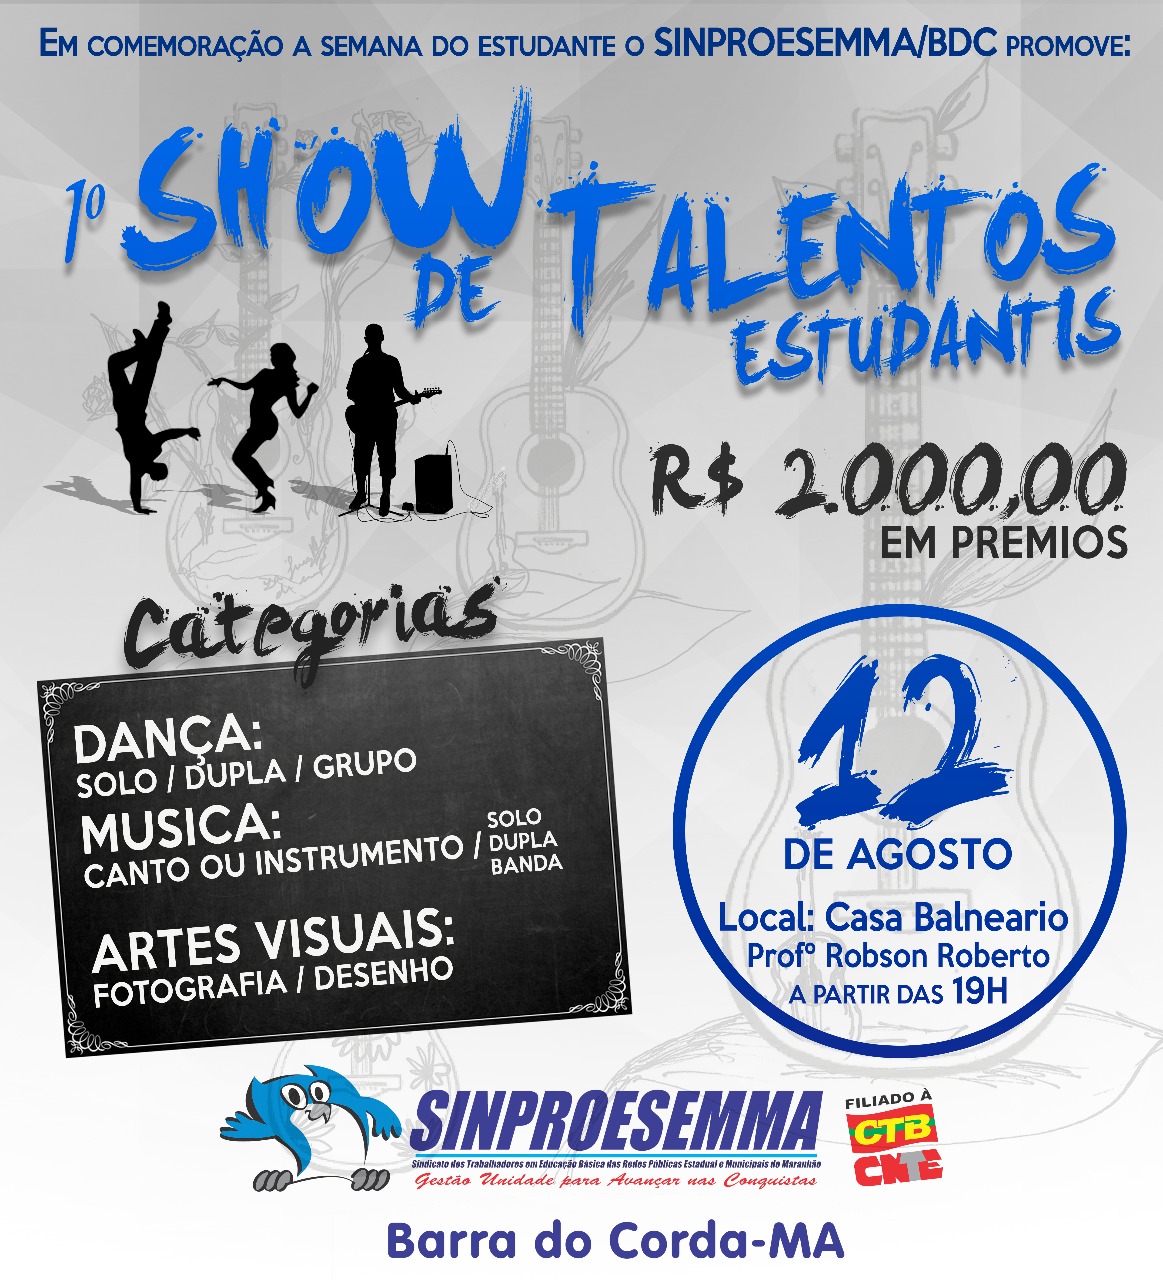 EM COMEMORAÇÃO A SEMANA DO ESTUDANTE O SINPROESEMMA/BDC PROMOVE:
1º SHOW DE TALENTOS ESTUDANTIS
R$ 2.000,00
EM PREMIOS
Categorias
DANÇA:
SOLO / DUPLA / GRUPO
MUSICA:
CANTO OU INSTRUMENTO / SOLO DUPLA BANDA
ARTES VISUAIS:
FOTOGRAFIA / DESENHO
12
DE AGOSTO
Local: Casa Balneario
Profº Robson Roberto
A PARTIR DAS 19H
SINPROESEMMA
Sindicato dos Trabalhadores em Educação Básica das Redes Públicas Estadual e Municipais do Maranhão
Gestão Unidade para Avançar nas Conquistas
FILIADO À
CTB
CNTE
Barra do Corda-MA